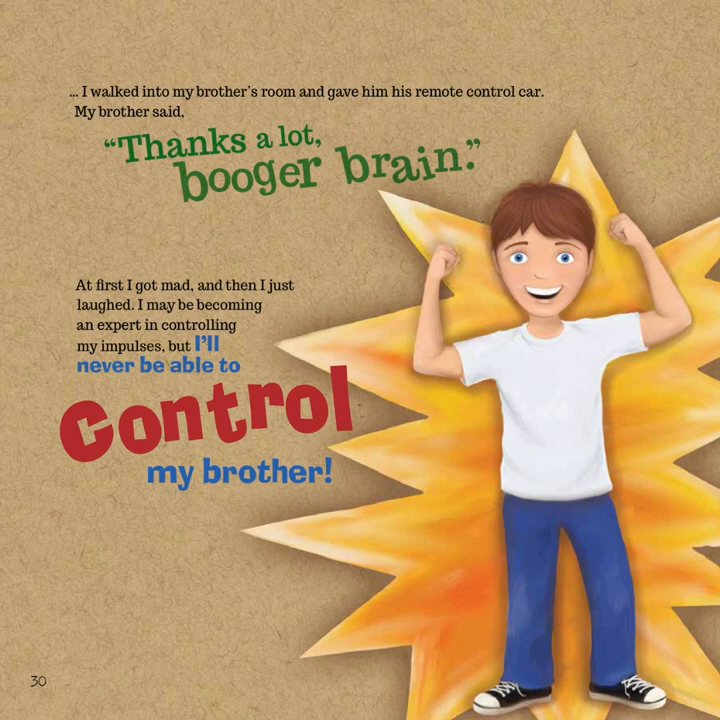 ... I walked into my brother's room and gave him his remote control car.
My brother said,
“Thanks a lot,
booger brain.”
At first I got mad, and then I just
laughed. I may be becoming
an expert in controlling
my impulses, but I'll
never be able to
Control
my brother!
30